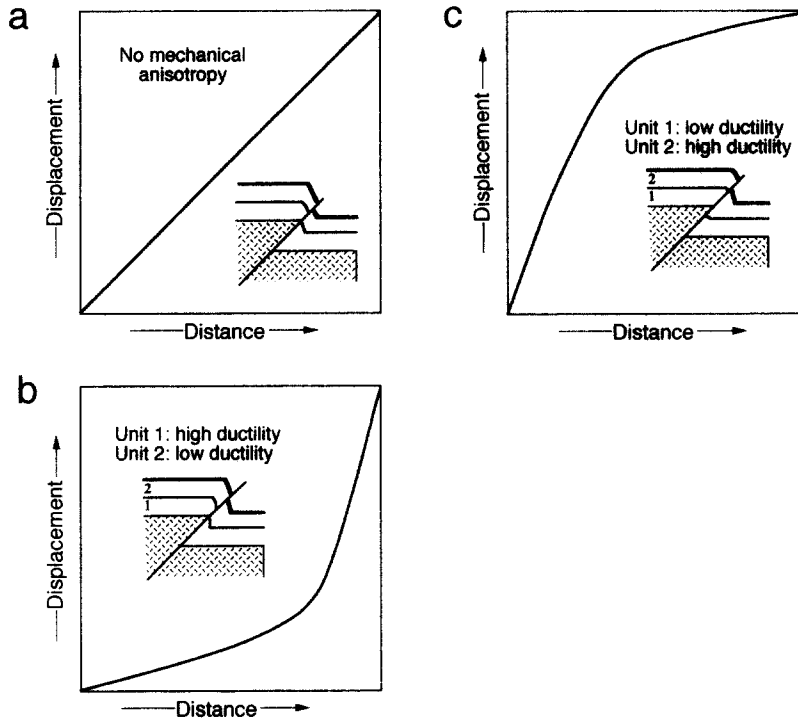 a
No mechanical
anisotropy
Displacement
Distance
c
Unit 1: low ductility
Unit 2: high ductility
2
1
Displacement
Distance
b
Unit 1: high ductility
Unit 2: low ductility
2
1
Displacement
Distance